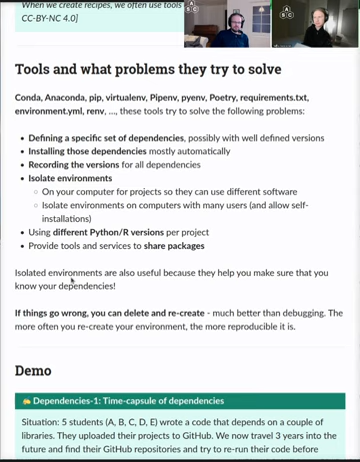 When we create recipes, we often use tools
CC-BY-NC 4.0]
Tools and what problems they try to solve
Conda, Anaconda, pip, virtualenv, Pipenv, pyenv, Poetry, requirements.txt,
environment.yml, renv, ..., these tools try to solve the following problems:
• Defining a specific set of dependencies, possibly with well defined versions
• Installing those dependencies mostly automatically
• Recording the versions for all dependencies
• Isolate environments
○ On your computer for projects so they can use different software
○ Isolate environments on computers with many users (and allow self-
installations)
• Using different Python/R versions per project
• Provide tools and services to share packages
Isolated environments are also useful because they help you make sure that you
know your dependencies!
If things go wrong, you can delete and re-create - much better than debugging. The
more often you re-create your environment, the more reproducible it is.
Demo
✍ Dependencies-1: Time-capsule of dependencies
Situation: 5 students (A, B, C, D, E) wrote a code that depends on a couple of
libraries. They uploaded their projects to GitHub. We now travel 3 years into the
future and find their GitHub repositories and try to re-run their code before